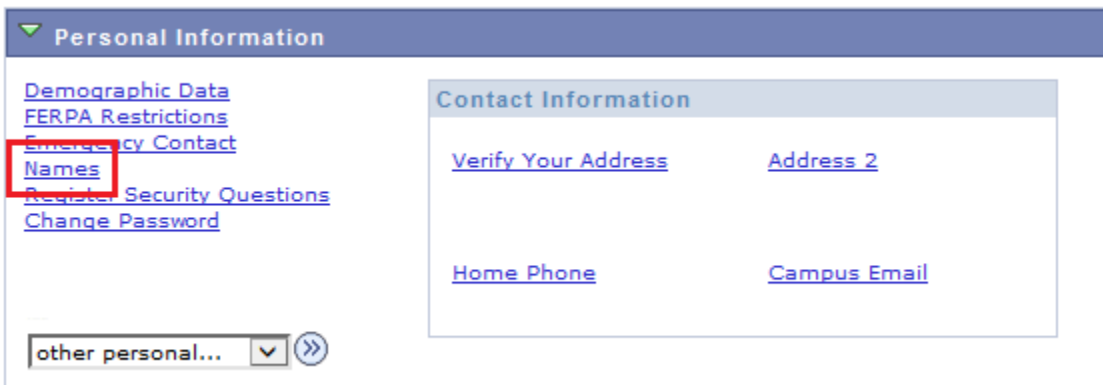 Personal Information
Demographic Data
FERPA Restrictions
Emergency Contact
Names
Register Security Questions
Change Password
other personal...
Contact Information
Verify Your Address
Address 2
Home Phone
Campus Email